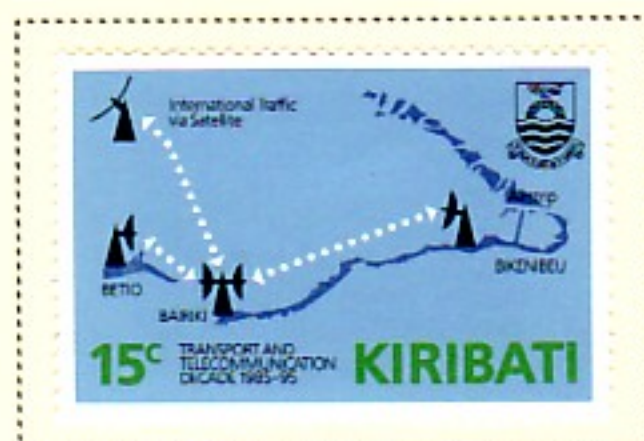 International Traffic
via Satellite
BETIO
BAIRIKI
BIKENIBEU
15c
TRANSPORT AND
TELECOMMUNICATION
DECADE 1985-95
KIRIBATI